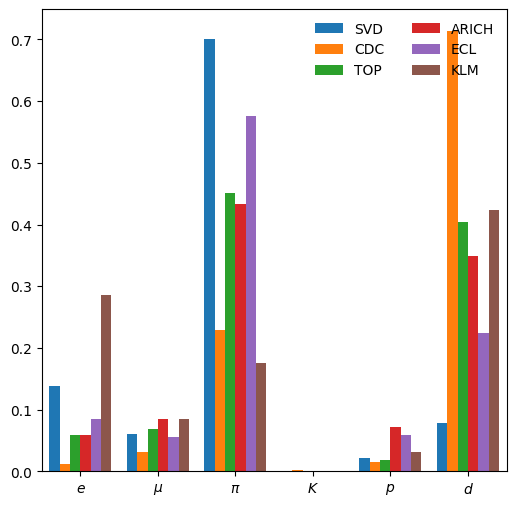 0.7
0.6
0.5
0.4
0.3
0.2
0.1
0.0
SVD
CDC
TOP
ARICH
ECL
KLM
e μ π K p d